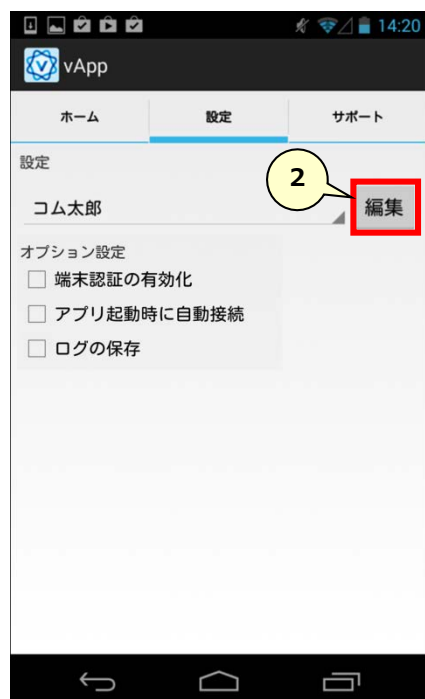 14:20
vApp
ホーム 設定 サポート
設定
2
コム太郎 編集
オプション設定
端末認証の有効化
アプリ起動時に自動接続
ログの保存